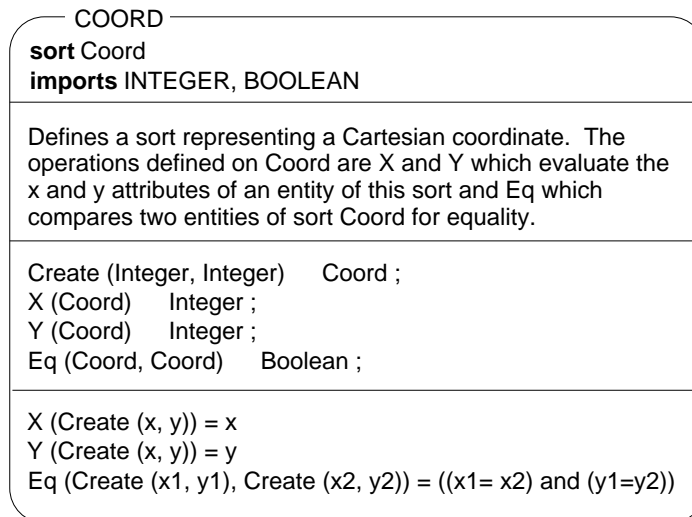 COORD
sort Coord
imports INTEGER, BOOLEAN
Defines a sort representing a Cartesian coordinate. The
operations defined on Coord are X and Y which evaluate the
x and y attributes of an entity of this sort and Eq which
compares two entities of sort Coord for equality.
Create (Integer, Integer) Coord ;
X (Coord) Integer ;
Y (Coord) Integer ;
Eq (Coord, Coord) Boolean ;
X (Create (x, y)) = x
Y (Create (x, y)) = y
Eq (Create (x1, y1), Create (x2, y2)) = ((x1= x2) and (y1=y2))